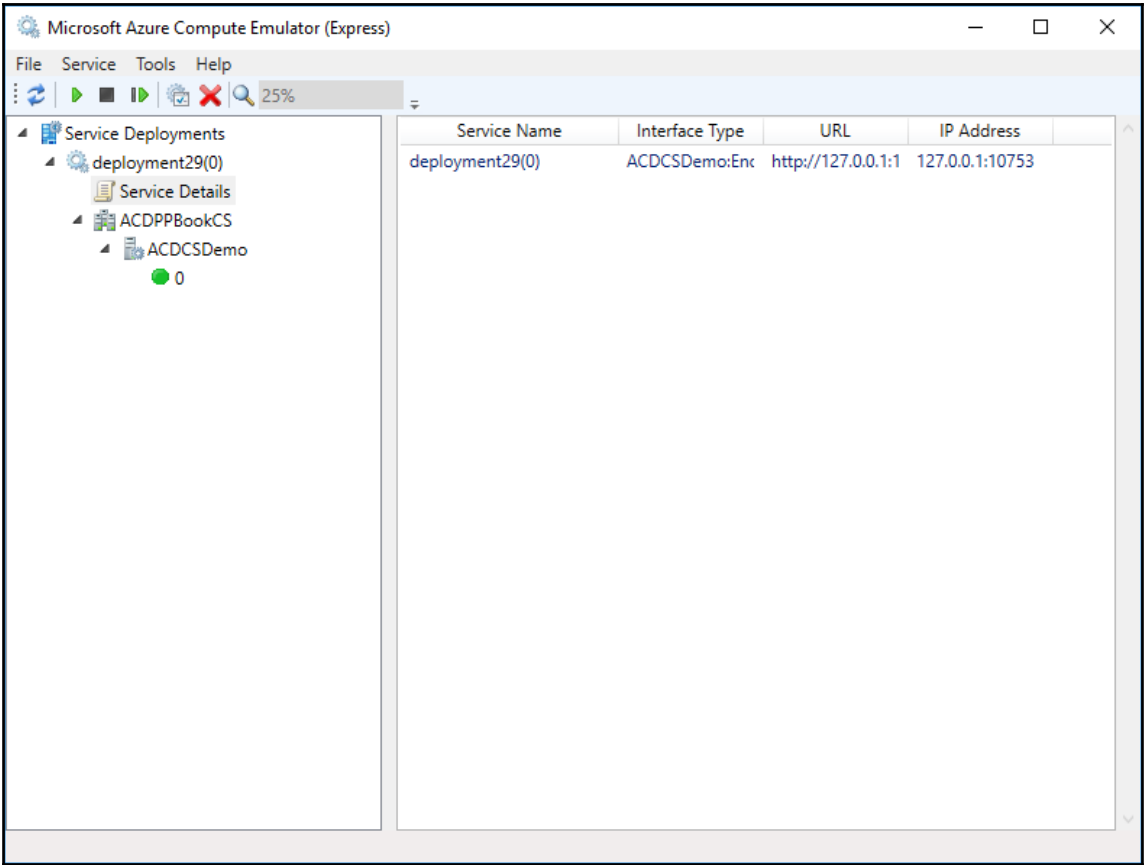 Microsoft Azure Compute Emulator (Express)
File Service Tools Help
25%
Service Deployments
deployment29(0)
Service Details
ACDPPBookCS
ACDCSDemo
0
Service Name Interface Type URL IP Address
deployment29(0) ACDCSDemo:Enc http://127.0.0.1:1 127.0.0.1:10753